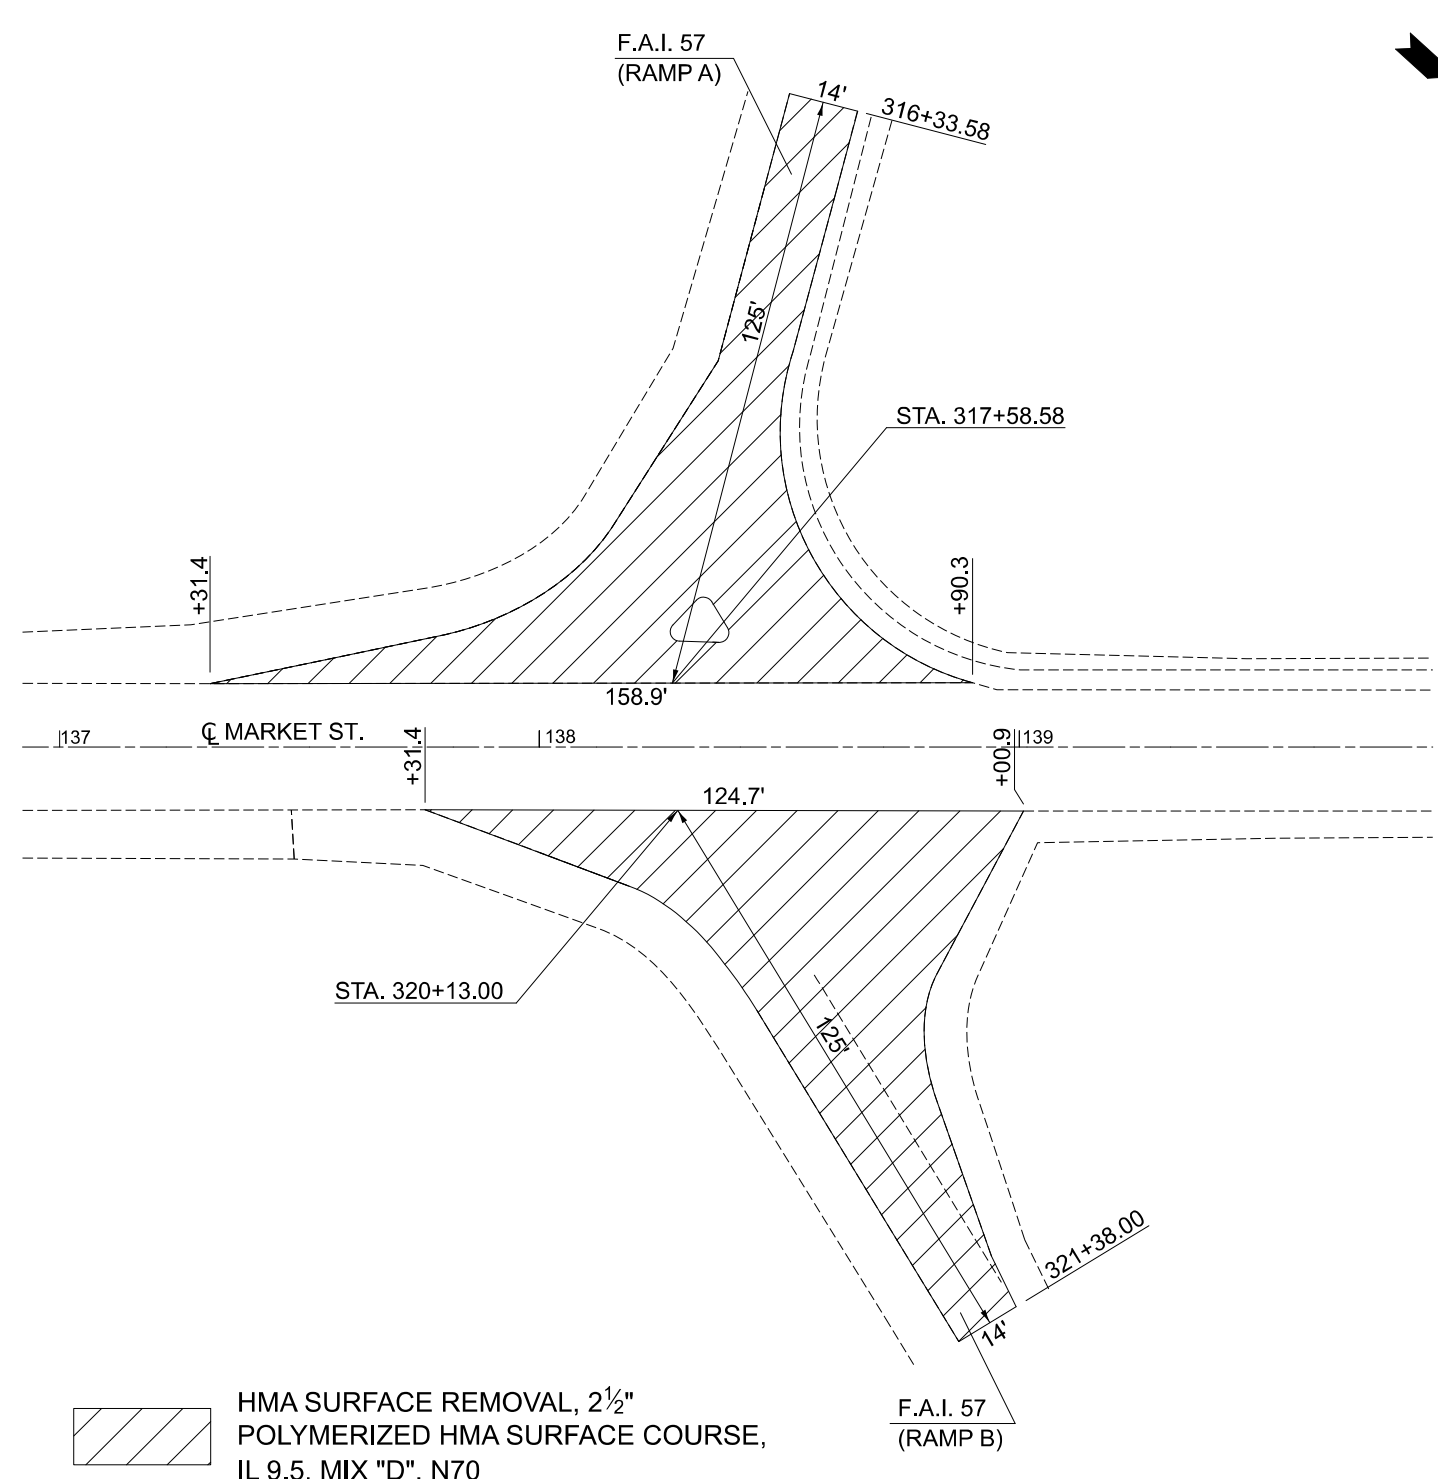 F.A.I. 57
(RAMP A)
14'
316+33.58
125'
STA. 317+58.58
+31.4
+90.3
158.9'
℄ MARKET ST.
137
138
139
+31.4
+00.9
124.7'
STA. 320+13.00
125'
321+38.00
14'
F.A.I. 57
(RAMP B)
HMA SURFACE REMOVAL, 2½"
POLYMERIZED HMA SURFACE COURSE,
IL 9.5, MIX "D", N70